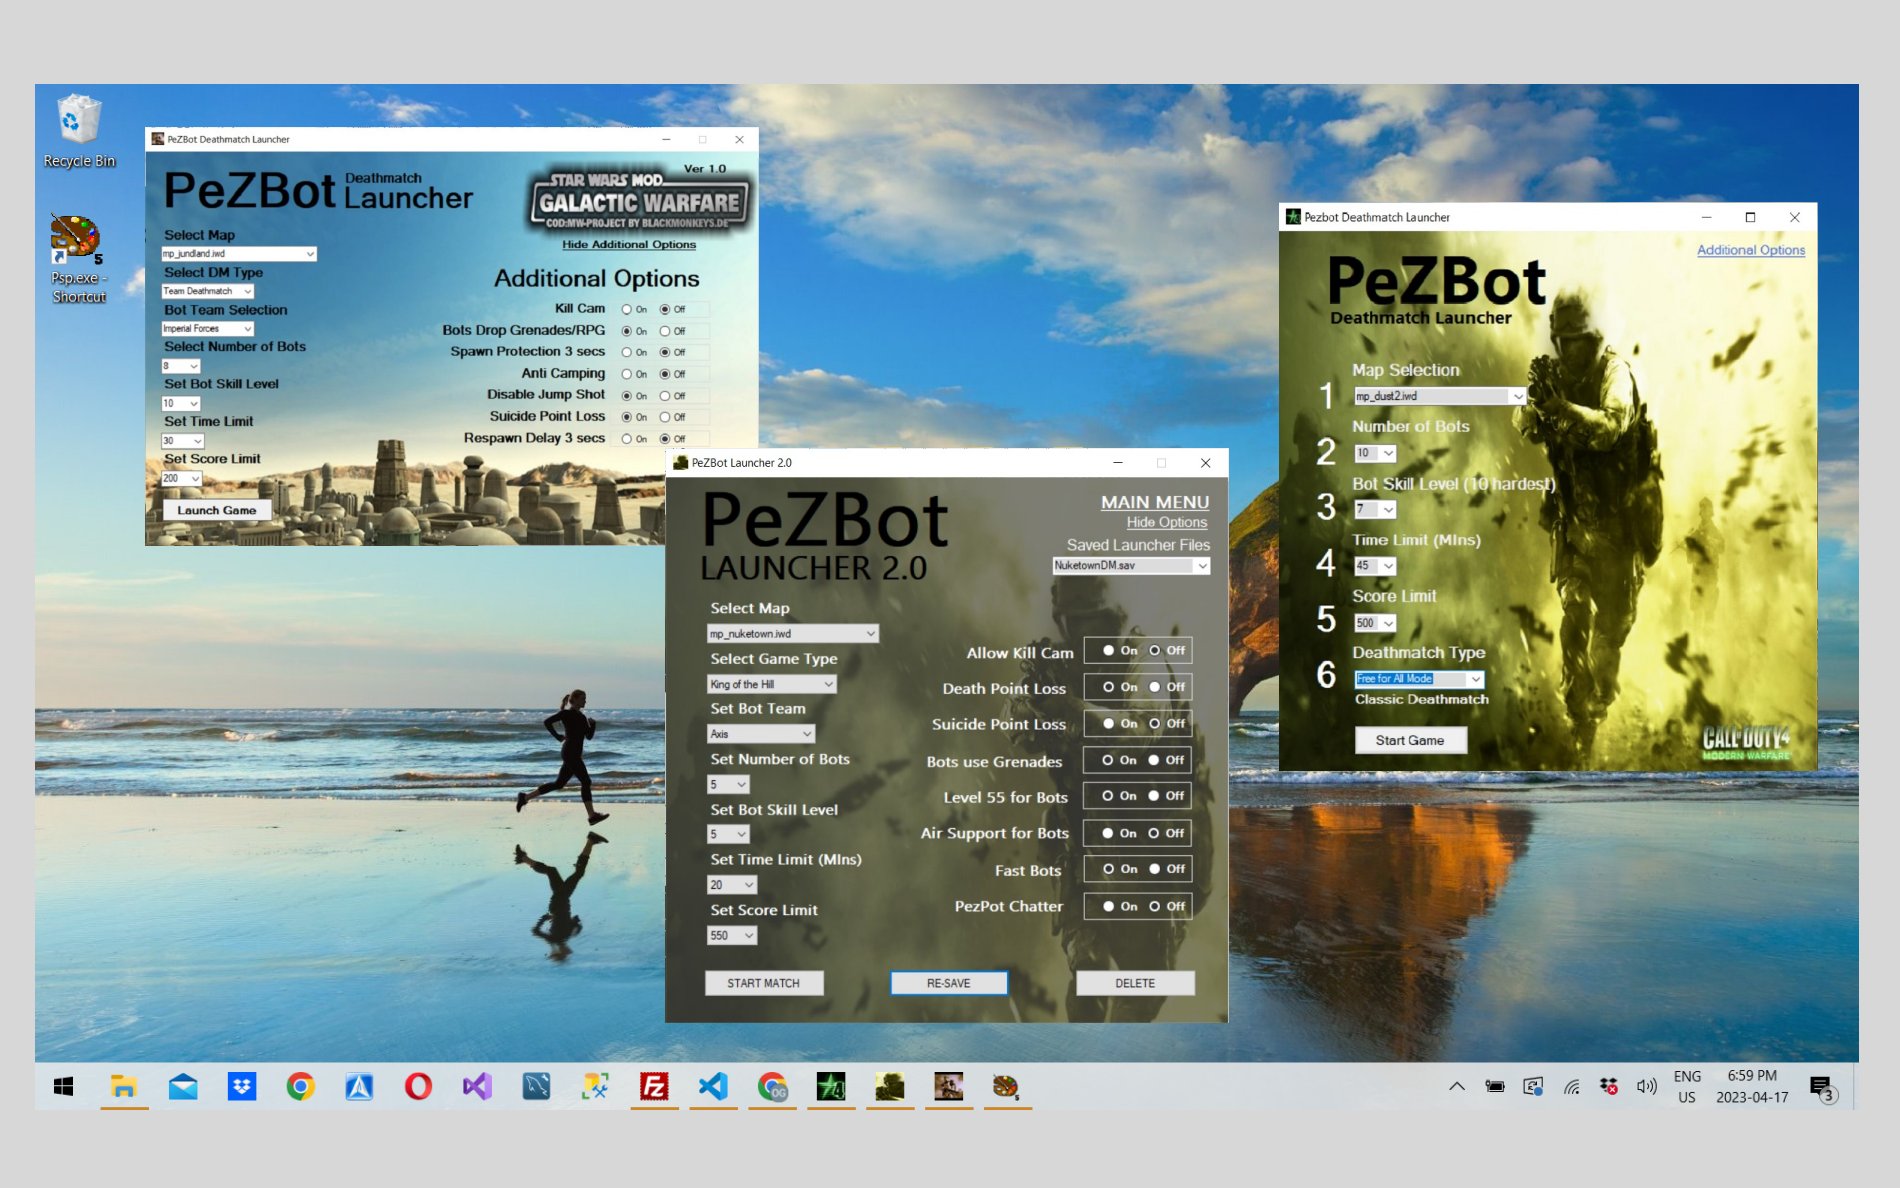 Recycle Bin
Psp.exe -
Shortcut
5
PeZBot Deathmatch Launcher
PeZBot Deathmatch
Launcher
Ver 1.0
STAR WARS MOD
GALACTIC WARFARE
COD:MW-PROJECT BY BLACKMONKEYS.DE
Hide Additional Options
Select Map
mp_jundland.iwd
Select DM Type
Team Deathmatch
Bot Team Selection
Imperial Forces
Select Number of Bots
8
Set Bot Skill Level
10
Set Time Limit
30
Set Score Limit
200
Launch Game
Additional Options
Kill Cam On Off
Bots Drop Grenades/RPG On Off
Spawn Protection 3 secs On Off
Anti Camping On Off
Disable Jump Shot On Off
Suicide Point Loss On Off
Respawn Delay 3 secs On Off
PeZBot Launcher 2.0
PeZBot
LAUNCHER 2.0
MAIN MENU
Hide Options
Saved Launcher Files
NuketownDM.sav
Select Map
mp_nuketown.iwd
Select Game Type
King of the Hill
Set Bot Team
Axis
Set Number of Bots
5
Set Bot Skill Level
5
Set Time Limit (MIns)
20
Set Score Limit
550
Allow Kill Cam On Off
Death Point Loss On Off
Suicide Point Loss On Off
Bots use Grenades On Off
Level 55 for Bots On Off
Air Support for Bots On Off
Fast Bots On Off
PezPot Chatter On Off
START MATCH RE-SAVE DELETE
Pezbot Deathmatch Launcher
Additional Options
PeZBot
Deathmatch Launcher
Map Selection
1 mp_dust2.iwd
Number of Bots
2 10
Bot Skill Level (10 hardest)
3 7
Time Limit (MIns)
4 45
Score Limit
5 500
Deathmatch Type
6 Free for All Mode
Classic Deathmatch
Start Game
CALL OF DUTY 4
MODERN WARFARE
Fz
OG
4
5
ENG
US
6:59 PM
2023-04-17
3